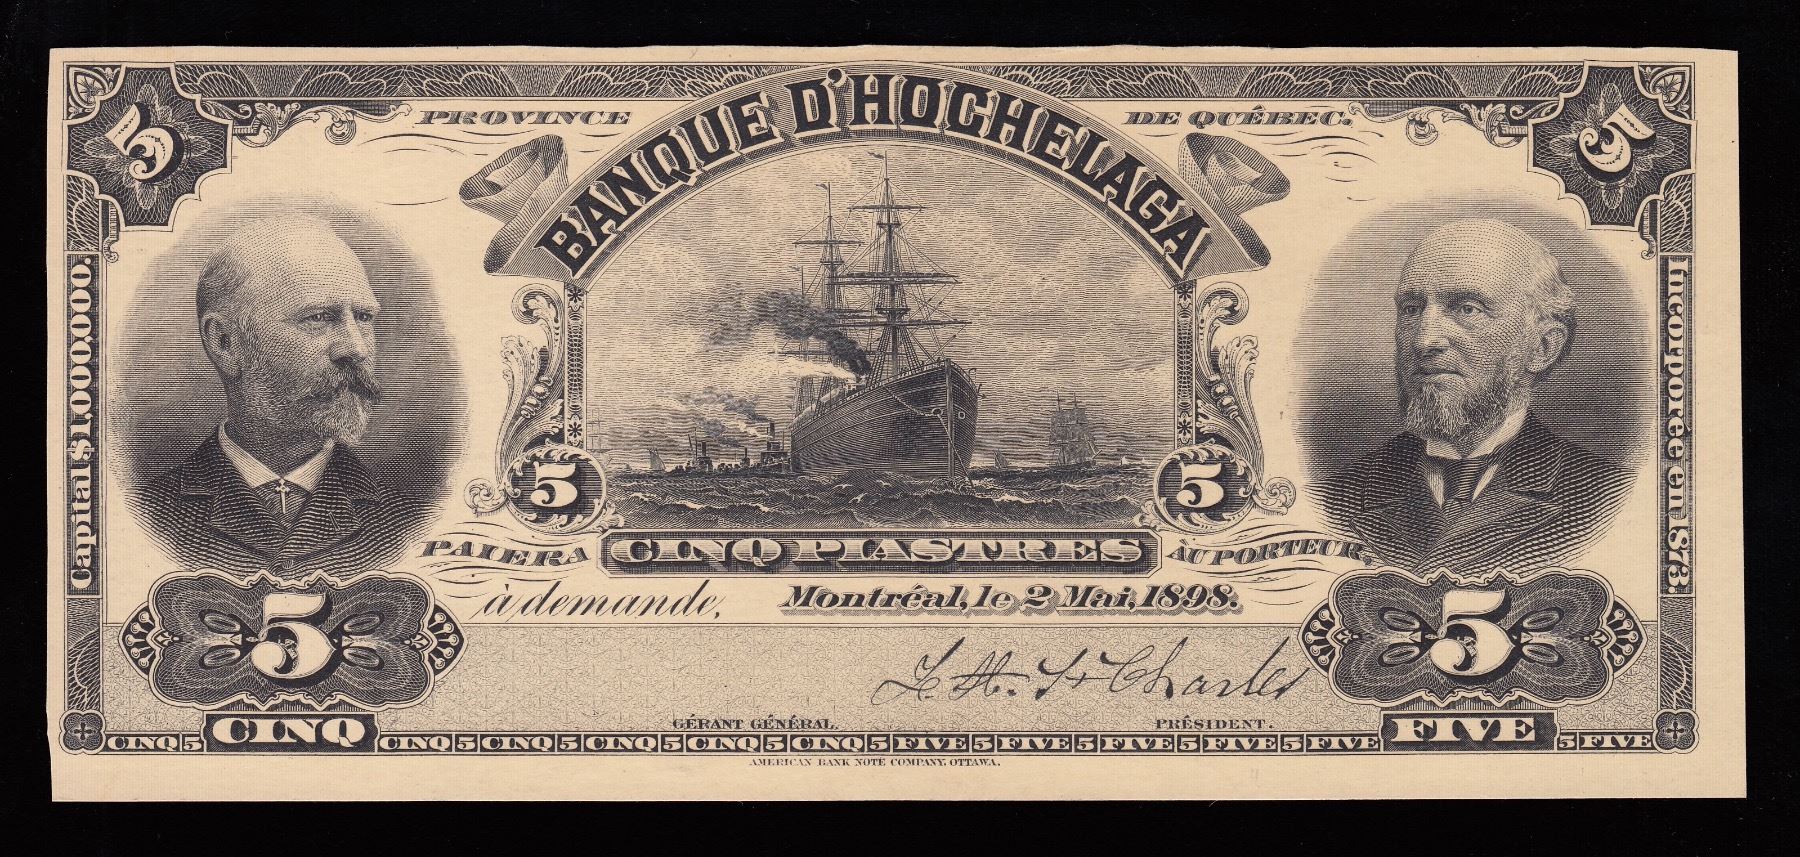 5 5
PROVINCE DE QUÉBEC.
BANQUE D'HOCHELAGA
Capital $1.000.000.
Incorporée en 1873.
5 5
PAIERA CINQ PIASTRES AU PORTEUR,
à demande, Montréal, le 2 Mai, 1898.
5 5
F. X. St Charles
GÉRANT GÉNÉRAL. PRÉSIDENT.
CINQ 5 CINQ CINQ 5 CINQ 5 CINQ 5 CINQ 5 CINQ 5 FIVE 5 FIVE 5 FIVE 5 FIVE 5 FIVE FIVE 5 FIVE
AMERICAN BANK NOTE COMPANY, OTTAWA.